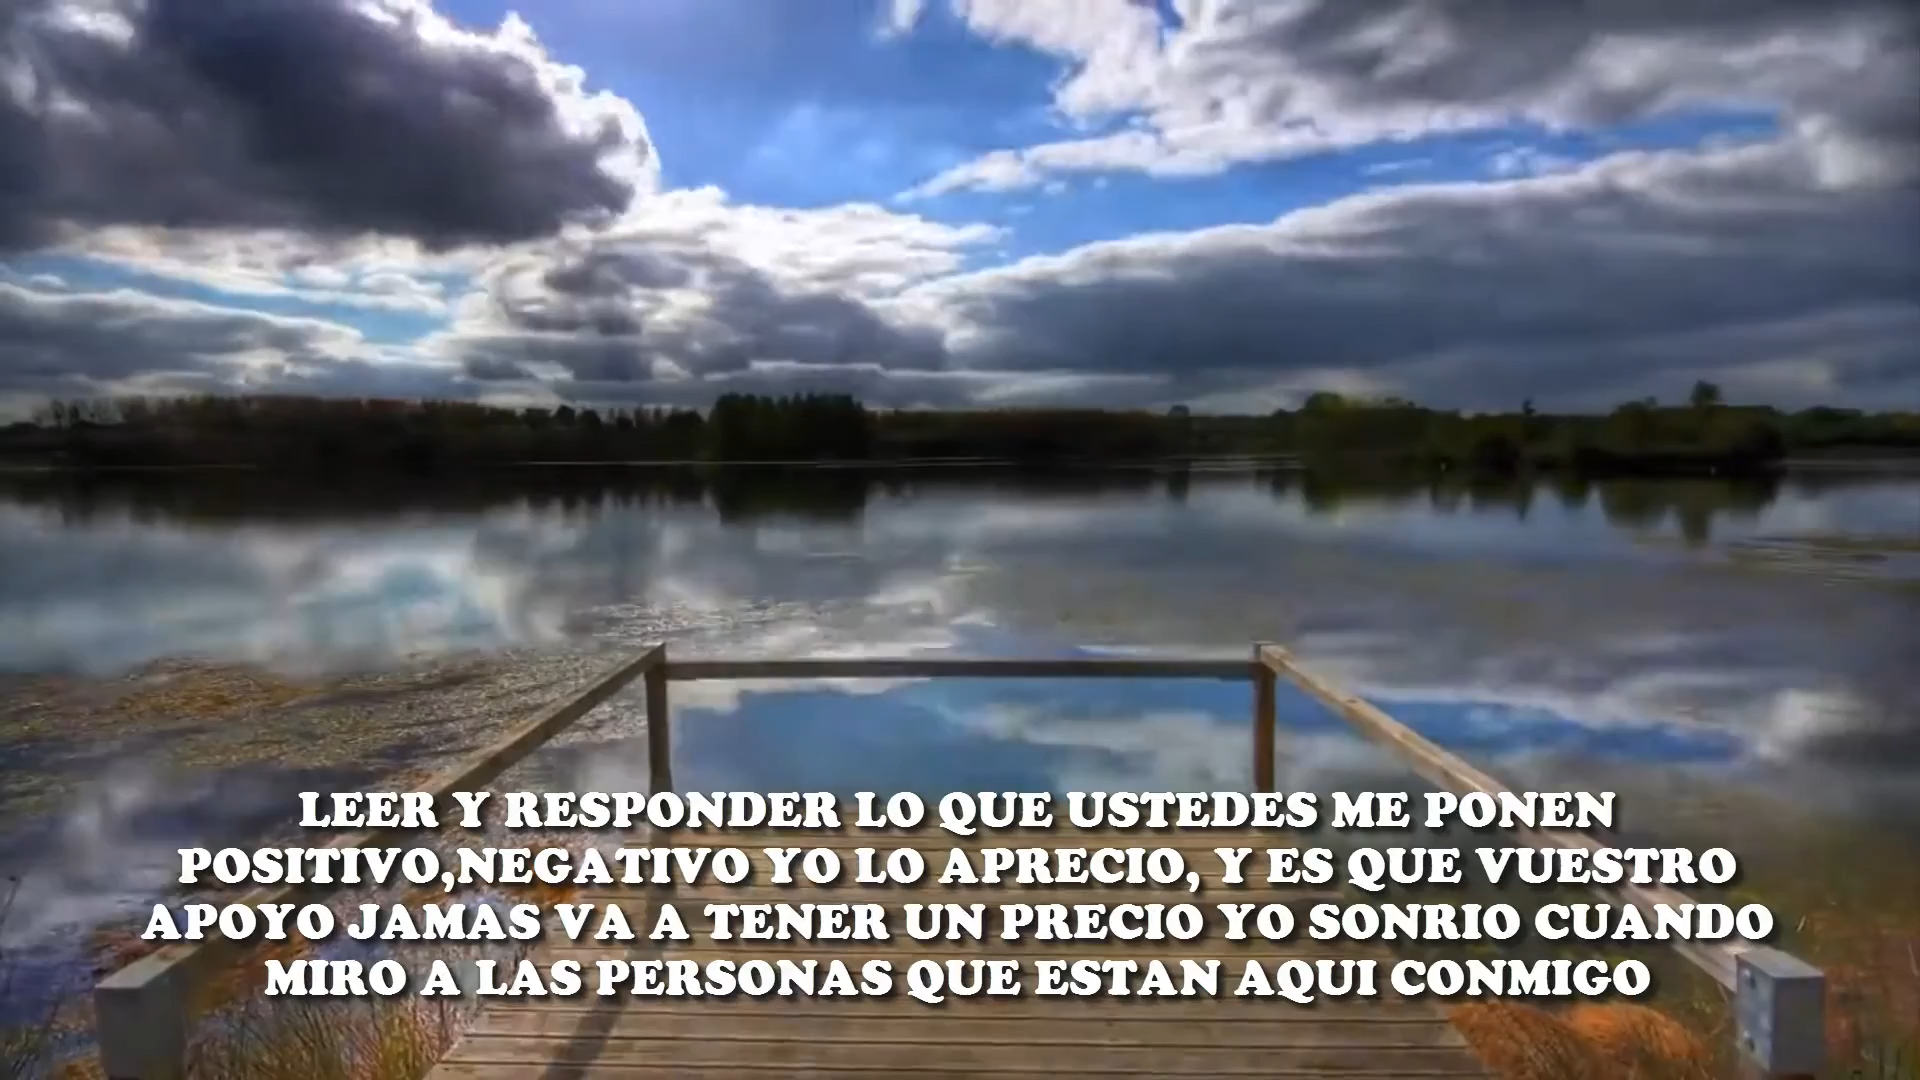 LEER Y RESPONDER LO QUE USTEDES ME PONEN
POSITIVO,NEGATIVO YO LO APRECIO, Y ES QUE VUESTRO
APOYO JAMAS VA A TENER UN PRECIO YO SONRIO CUANDO
MIRO A LAS PERSONAS QUE ESTAN AQUI CONMIGO